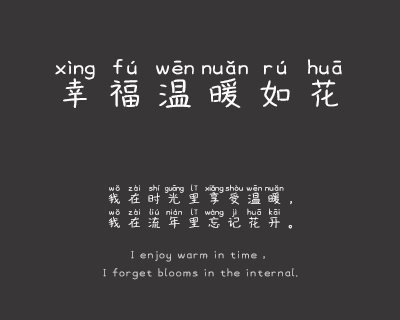 xìng fú wēn nuǎn rú huā
幸福温暖如花
wǒ zài shí guāng lǐ xiǎng shòu wēn nuǎn
我在时光里享受温暖，
wǒ zài liú nián lǐ wàng jì huā kāi
我在流年里忘记花开。
I enjoy warm in time ,
I forget blooms in the internal.